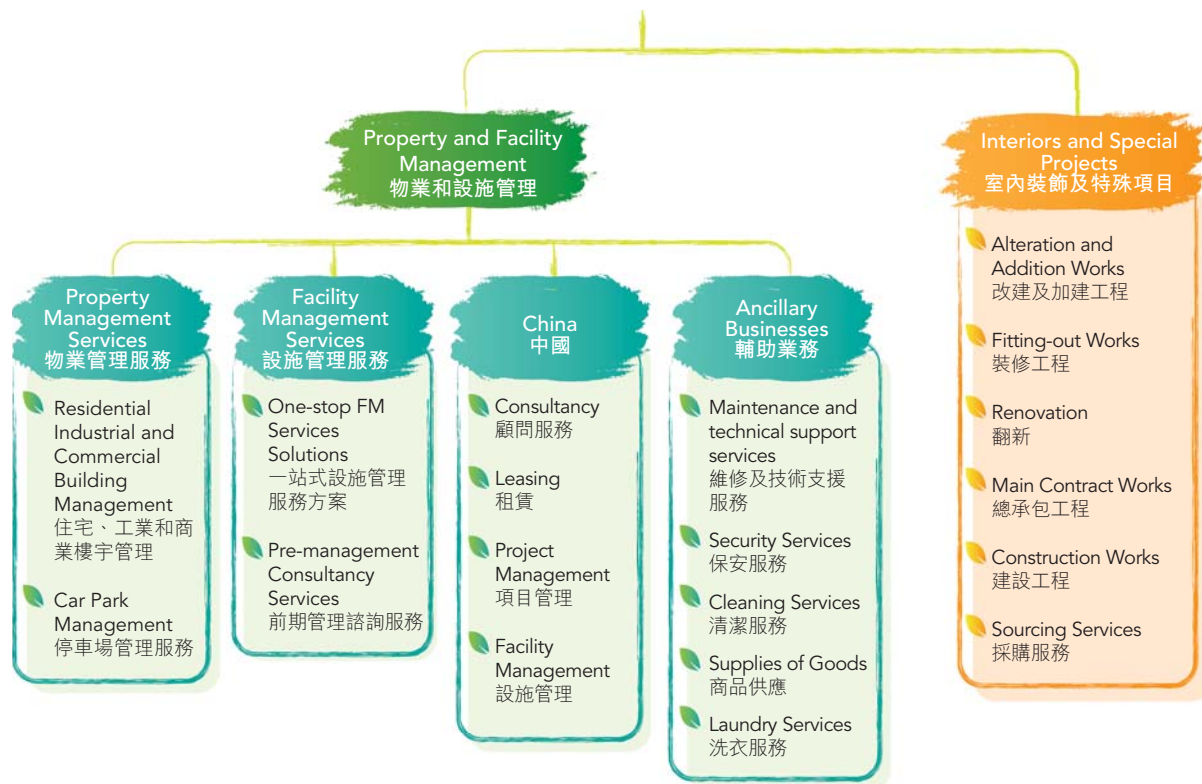 Property and Facility
Management
物業和設施管理
Interiors and Special
Projects
室內裝飾及特殊項目
Property
Management
Services
物業管理服務
Residential
Industrial and
Commercial
Building
Management
住宅、工業和商
業樓宇管理
Car Park
Management
停車場管理服務
Facility
Management
Services
設施管理服務
One-stop FM
Services
Solutions
一站式設施管理
服務方案
Pre-management
Consultancy
Services
前期管理諮詢服務
China
中國
Consultancy
顧問服務
Leasing
租賃
Project
Management
項目管理
Facility
Management
設施管理
Ancillary
Businesses
輔助業務
Maintenance and
technical support
services
維修及技術支援
服務
Security Services
保安服務
Cleaning Services
清潔服務
Supplies of Goods
商品供應
Laundry Services
洗衣服務
Alteration and
Addition Works
改建及加建工程
Fitting-out Works
裝修工程
Renovation
翻新
Main Contract Works
總承包工程
Construction Works
建設工程
Sourcing Services
採購服務